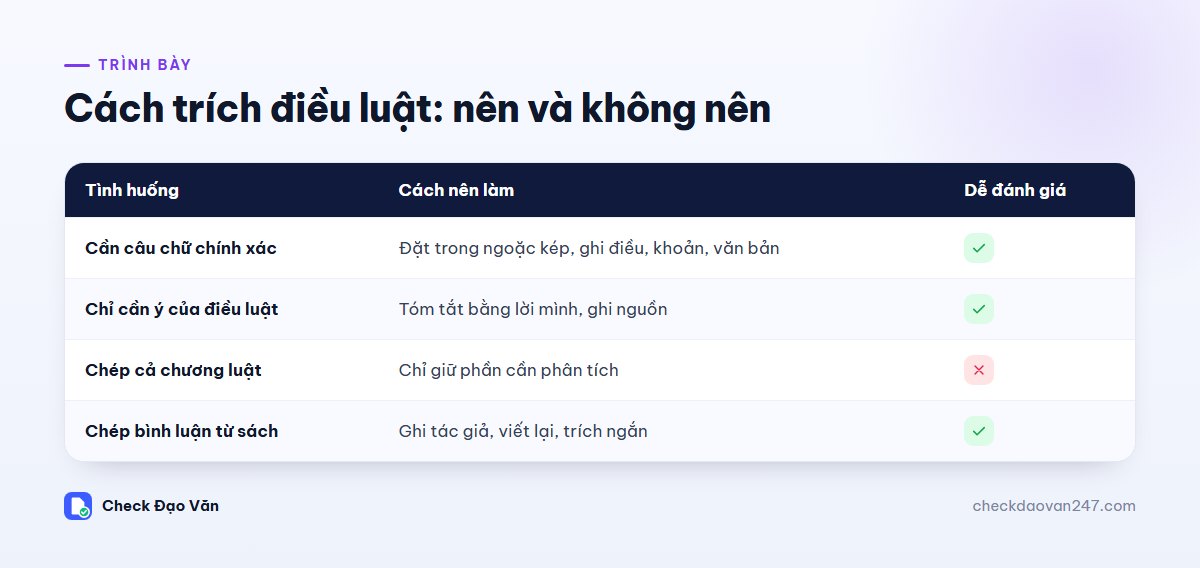 TRÌNH BÀY
Cách trích điều luật: nên và không nên
Tình huống Cách nên làm Dễ đánh giá
Cần câu chữ chính xác Đặt trong ngoặc kép, ghi điều, khoản, văn bản
Chỉ cần ý của điều luật Tóm tắt bằng lời mình, ghi nguồn
Chép cả chương luật Chỉ giữ phần cần phân tích
Chép bình luận từ sách Ghi tác giả, viết lại, trích ngắn
Check Đạo Văn checkdaovan247.com